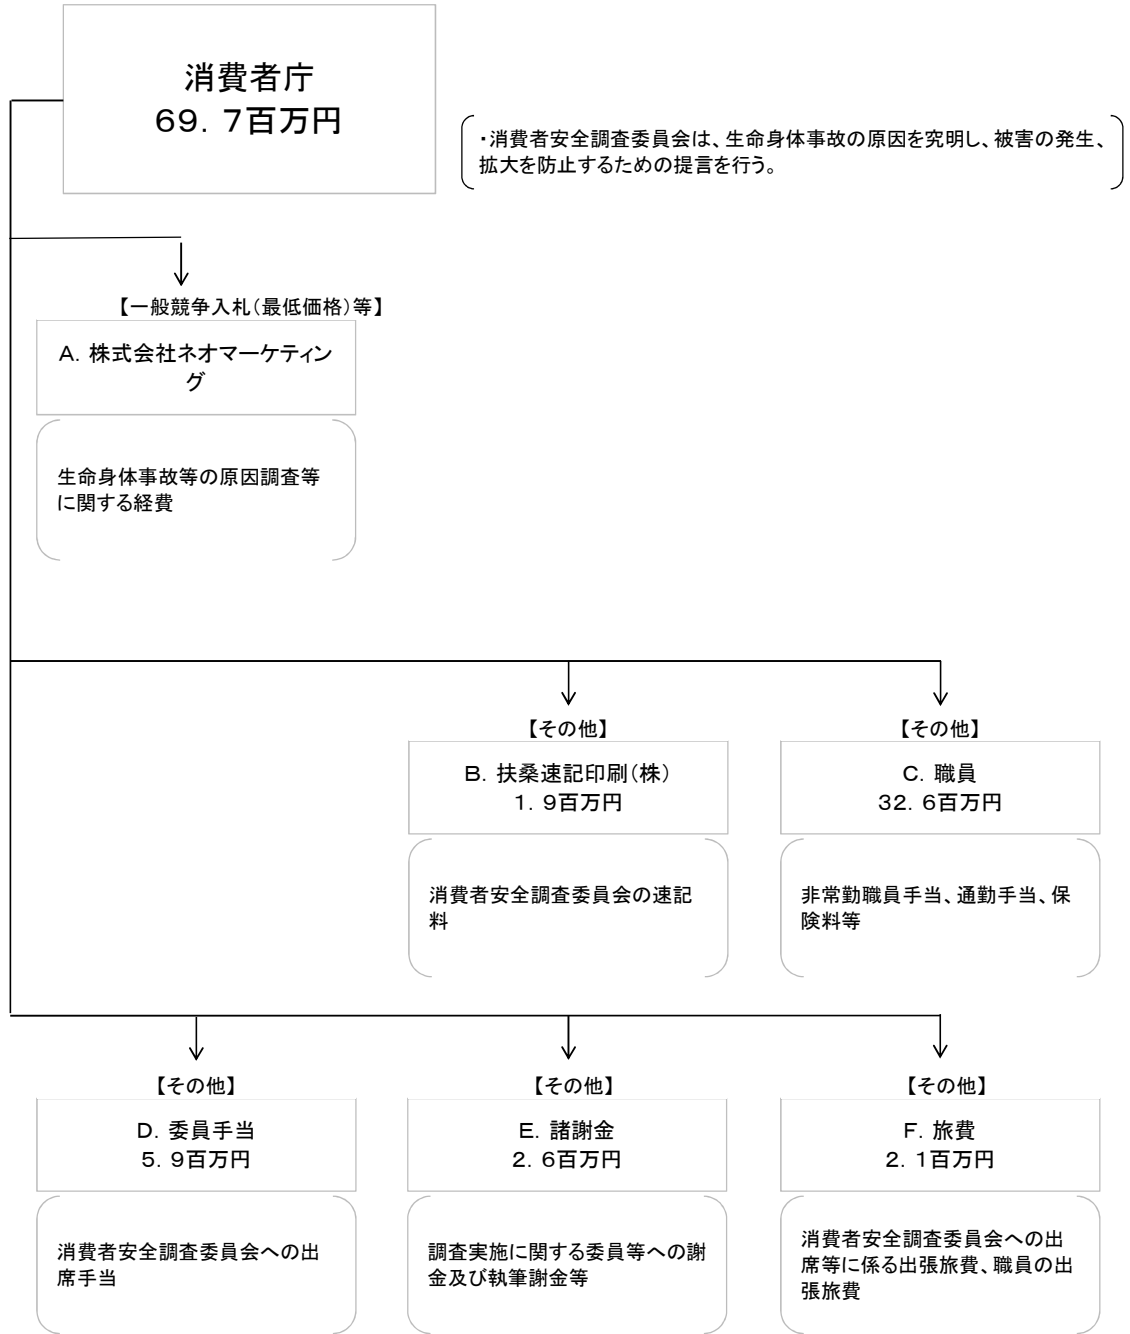 消費者庁
69．7百万円
・消費者安全調査委員会は、生命身体事故の原因を究明し、被害の発生、
拡大を防止するための提言を行う。
【一般競争入札（最低価格）等】
A．株式会社ネオマーケティン
グ
生命身体事故等の原因調査等
に関する経費
【その他】
B．扶桑速記印刷（株）
1．9百万円
消費者安全調査委員会の速記
料
【その他】
C．職員
32．6百万円
非常勤職員手当、通勤手当、保
険料等
【その他】
D．委員手当
5．9百万円
消費者安全調査委員会への出
席手当
【その他】
E．諸謝金
2．6百万円
調査実施に関する委員等への謝
金及び執筆謝金等
【その他】
F．旅費
2．1百万円
消費者安全調査委員会への出
席等に係る出張旅費、職員の出
張旅費